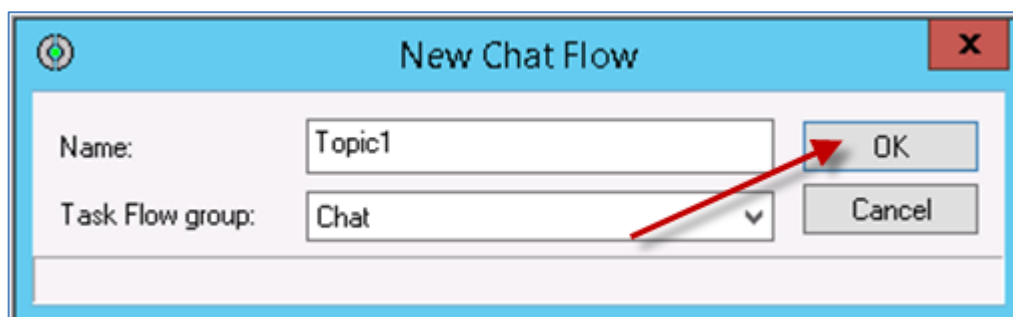 New Chat Flow
x
Name:
Topic1
OK
Task Flow group:
Chat
Cancel